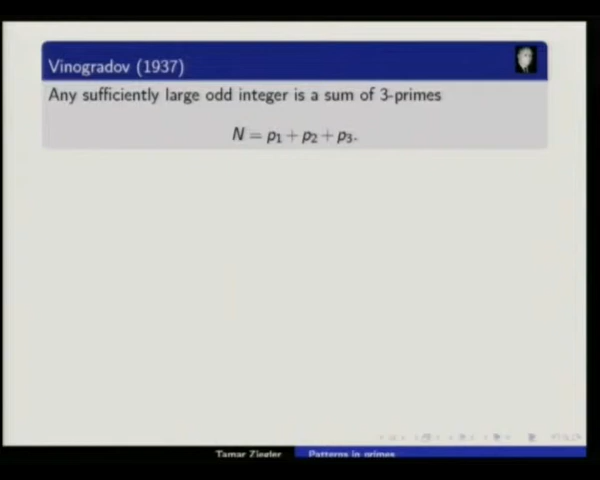 Vinogradov (1937)
Any sufficiently large odd integer is a sum of 3-primes
N = p₁ + p₂ + p₃.
Tamar Ziegler Patterns in primes